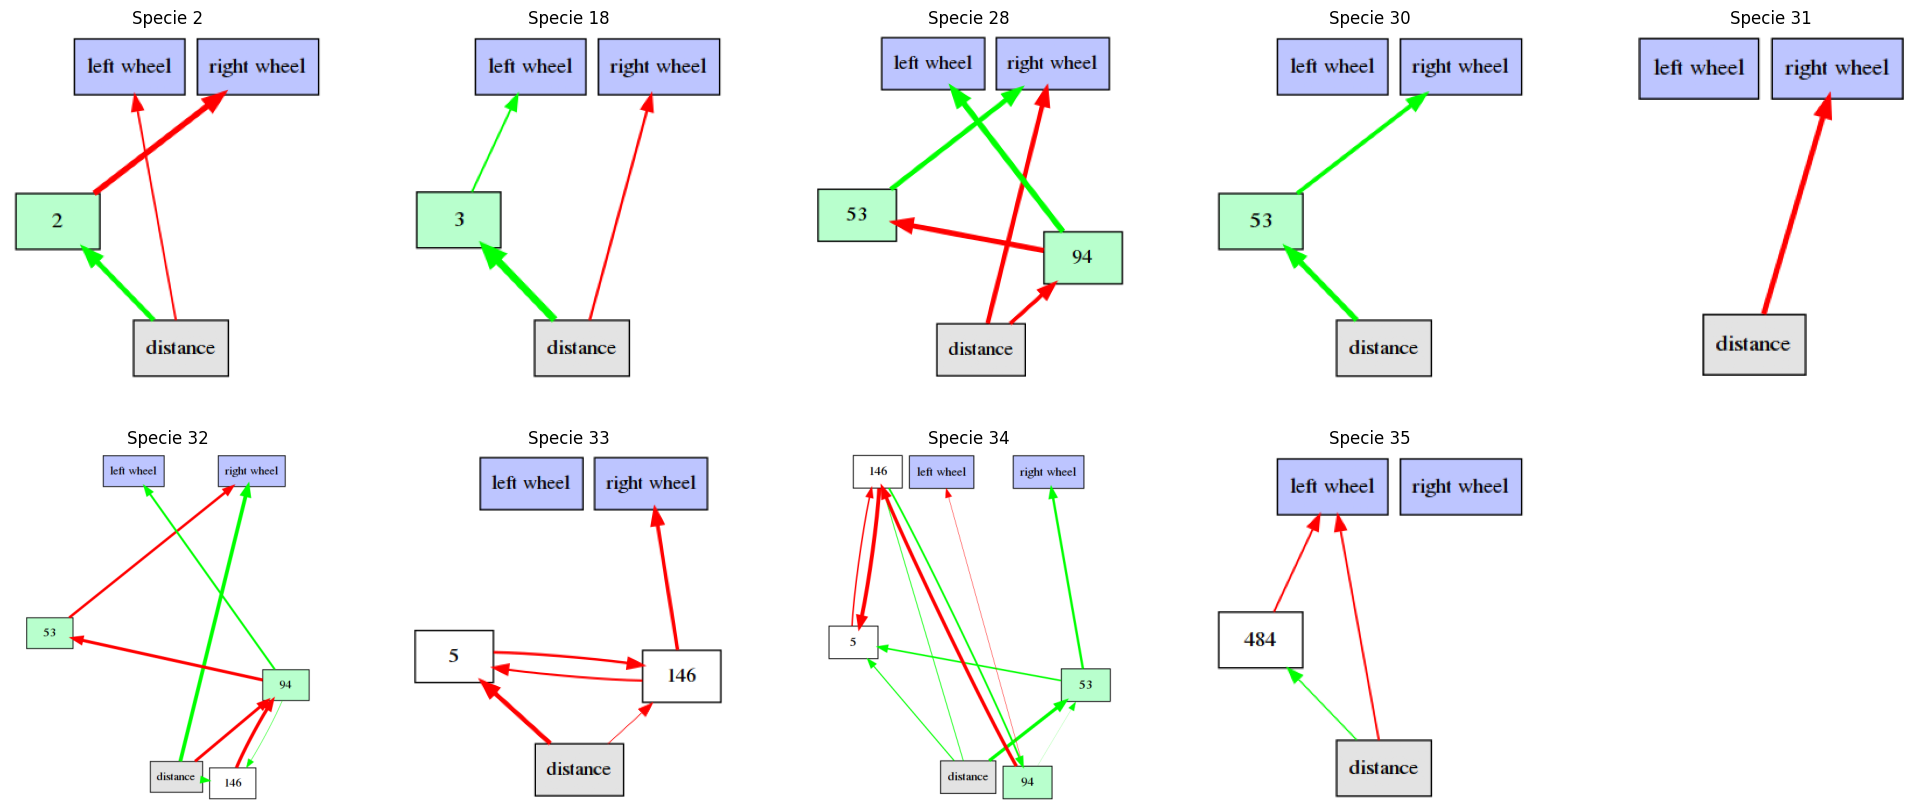 Specie 2
left wheel
right wheel
2
distance
Specie 18
left wheel
right wheel
3
distance
Specie 28
left wheel
right wheel
53
94
distance
Specie 30
left wheel
right wheel
53
distance
Specie 31
left wheel
right wheel
distance
Specie 32
left wheel
right wheel
53
94
distance
146
Specie 33
left wheel
right wheel
5
146
distance
Specie 34
146
left wheel
right wheel
5
53
distance
94
Specie 35
left wheel
right wheel
484
distance